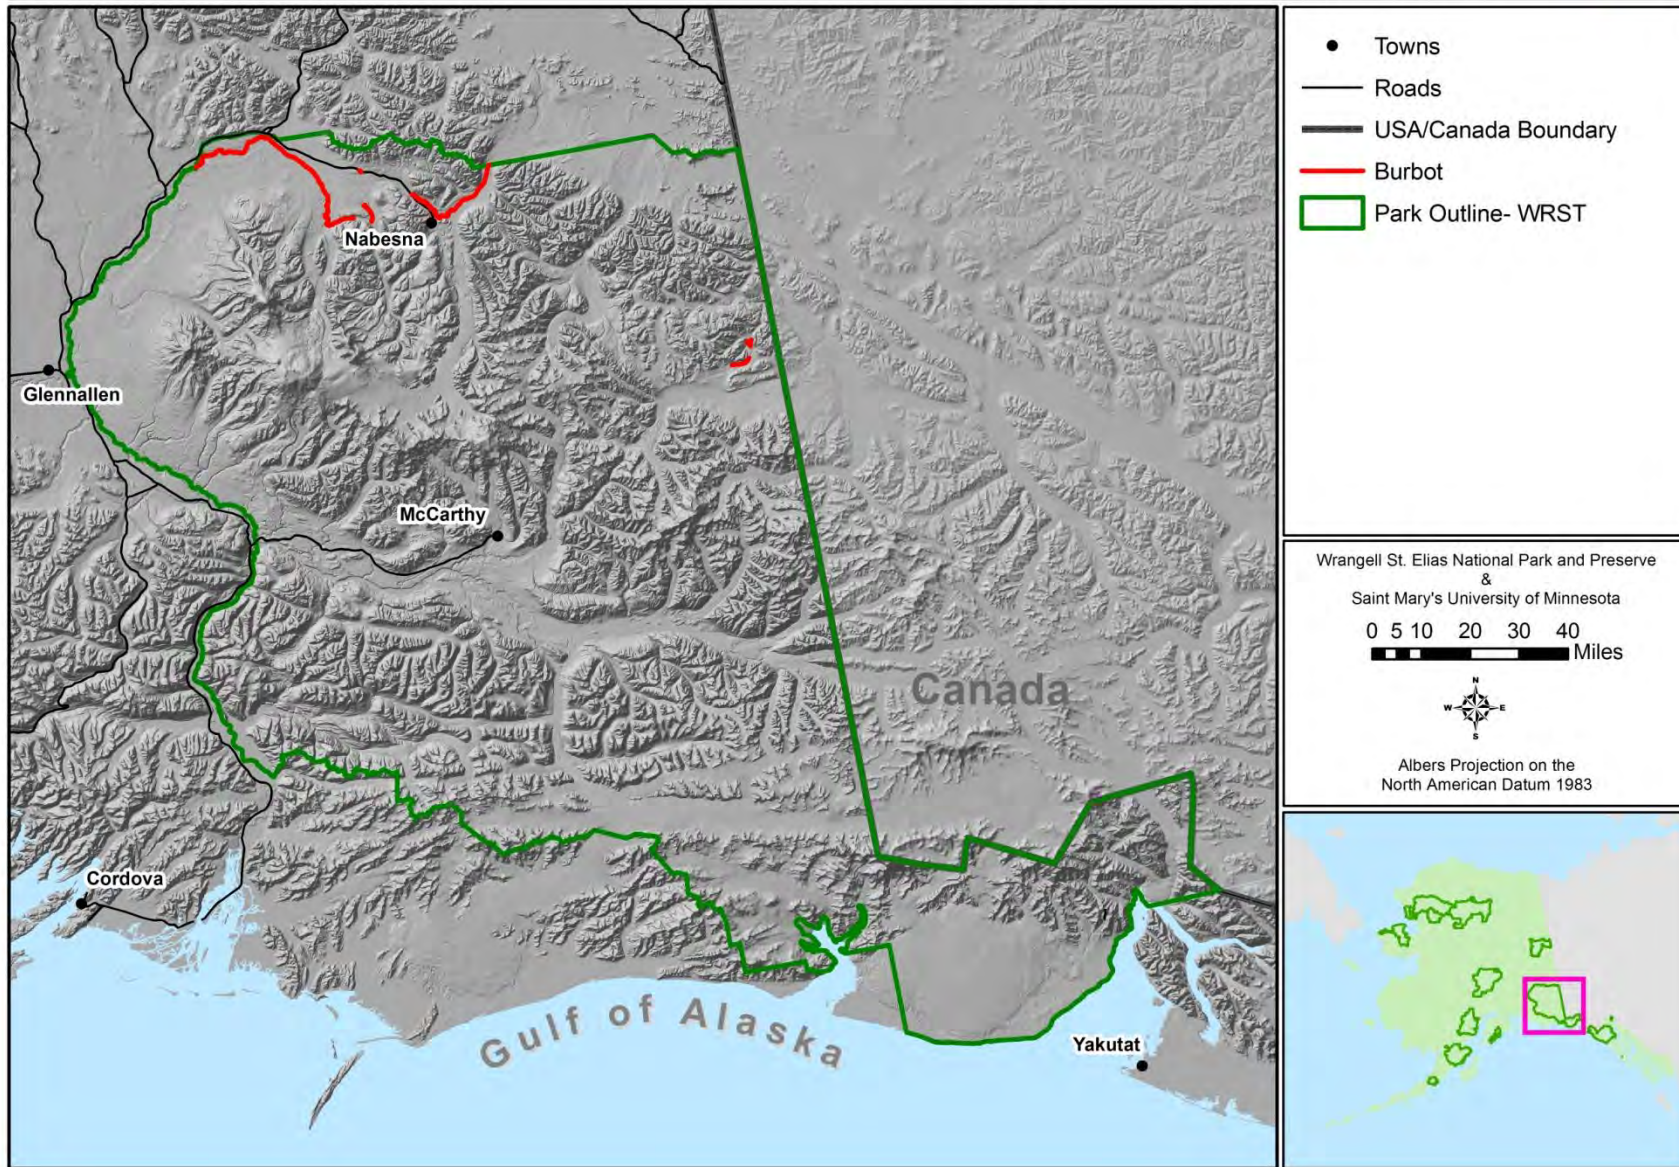 Nabesna
Glennallen
McCarthy
Canada
Cordova
Gulf of Alaska
Yakutat
Towns
Roads
USA/Canada Boundary
Burbot
Park Outline- WRST
Wrangell St. Elias National Park and Preserve
&
Saint Mary's University of Minnesota
0 5 10 20 30 40
Miles
N
W E
S
Albers Projection on the
North American Datum 1983